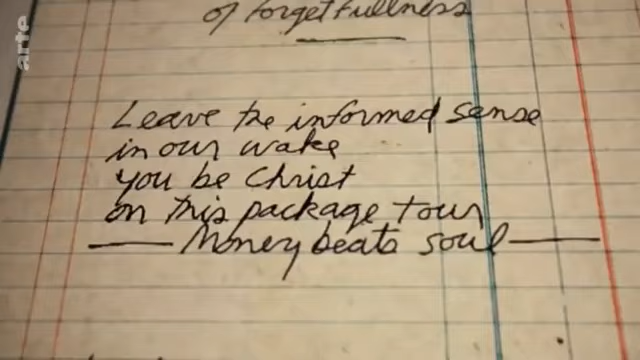 arte
of forgetfullness
Leave the informed sense
in our wake
you be Christ
on this package tour
— Money beats soul —